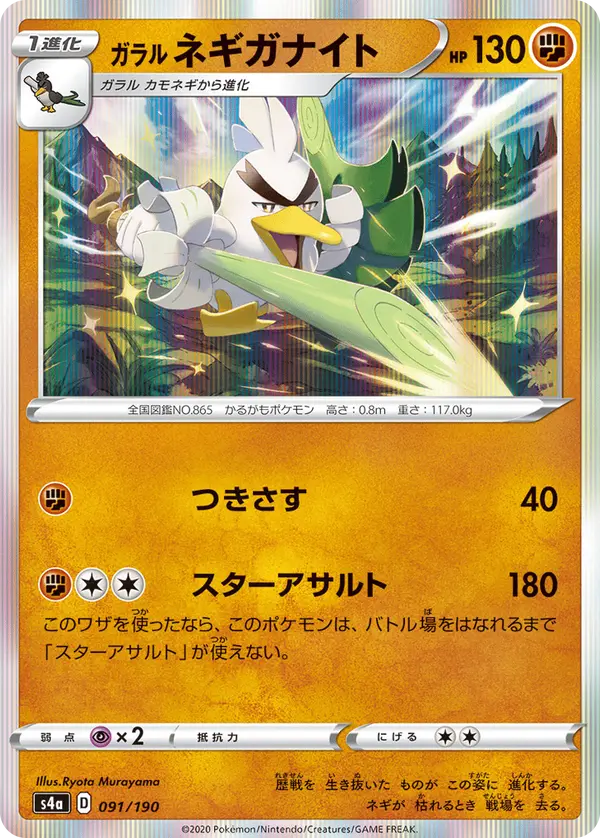 1進化
ガラル ネギガナイト HP 130
ガラル カモネギから進化
全国図鑑NO.865 かるがもポケモン 高さ:0.8m 重さ:117.0kg
つきさす 40
スターアサルト 180
このワザを使ったなら、このポケモンは、バトル場をはなれるまで
「スターアサルト」が使えない。
弱点 ×2 抵抗力 にげる
Illus.Ryota Murayama
歴戦を 生き抜いた ものが この姿に 進化する。
ネギが 枯れるとき 戦場を 去る。
s4a D 091/190
©2020 Pokémon/Nintendo/Creatures/GAME FREAK.